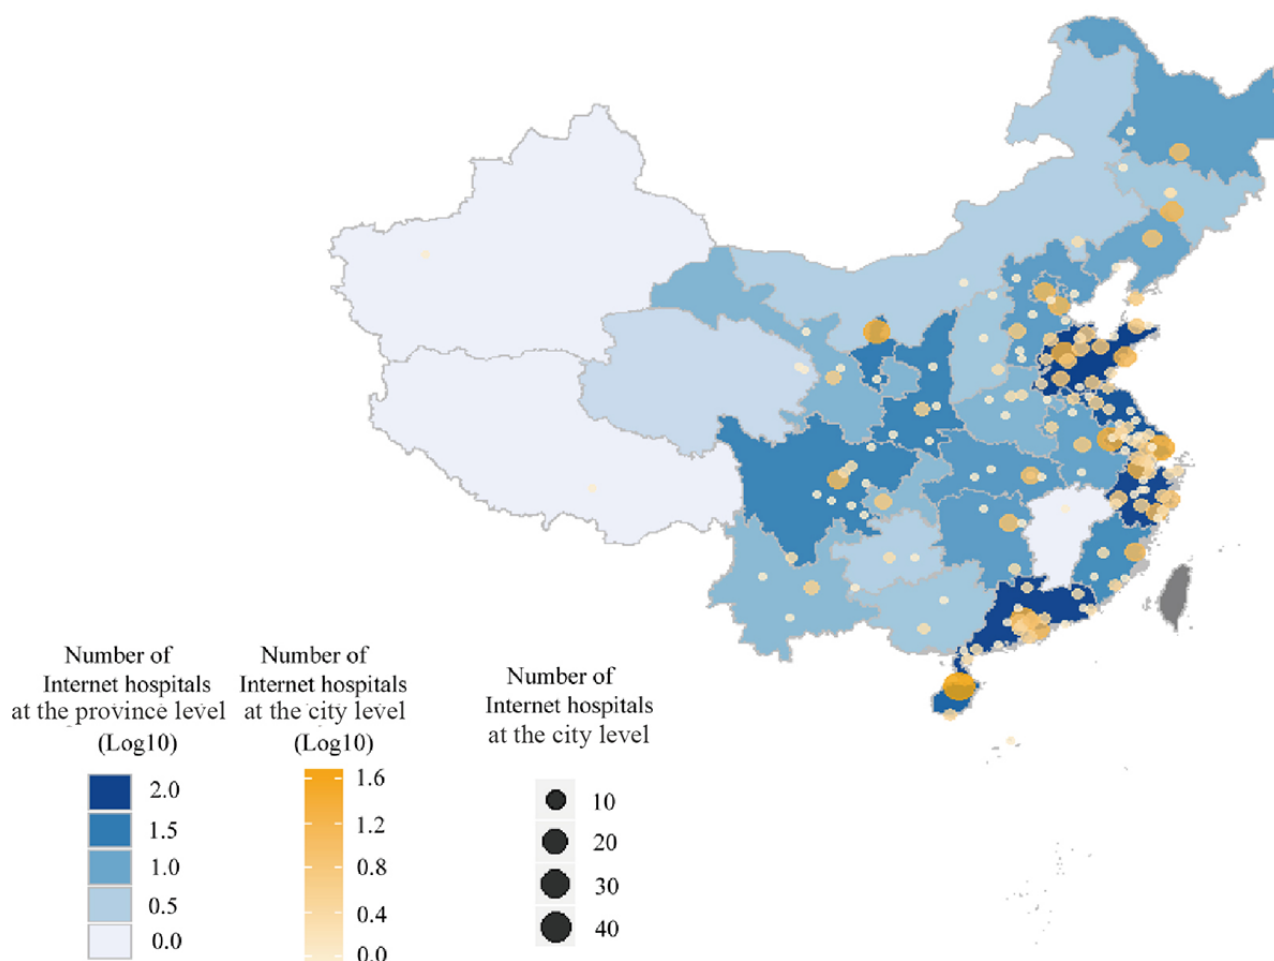 Number of
Internet hospitals
at the province level
(Log10)
2.0
1.5
1.0
0.5
0.0
Number of
Internet hospitals
at the city level
(Log10)
1.6
1.2
0.8
0.4
0.0
Number of
Internet hospitals
at the city level
10
20
30
40